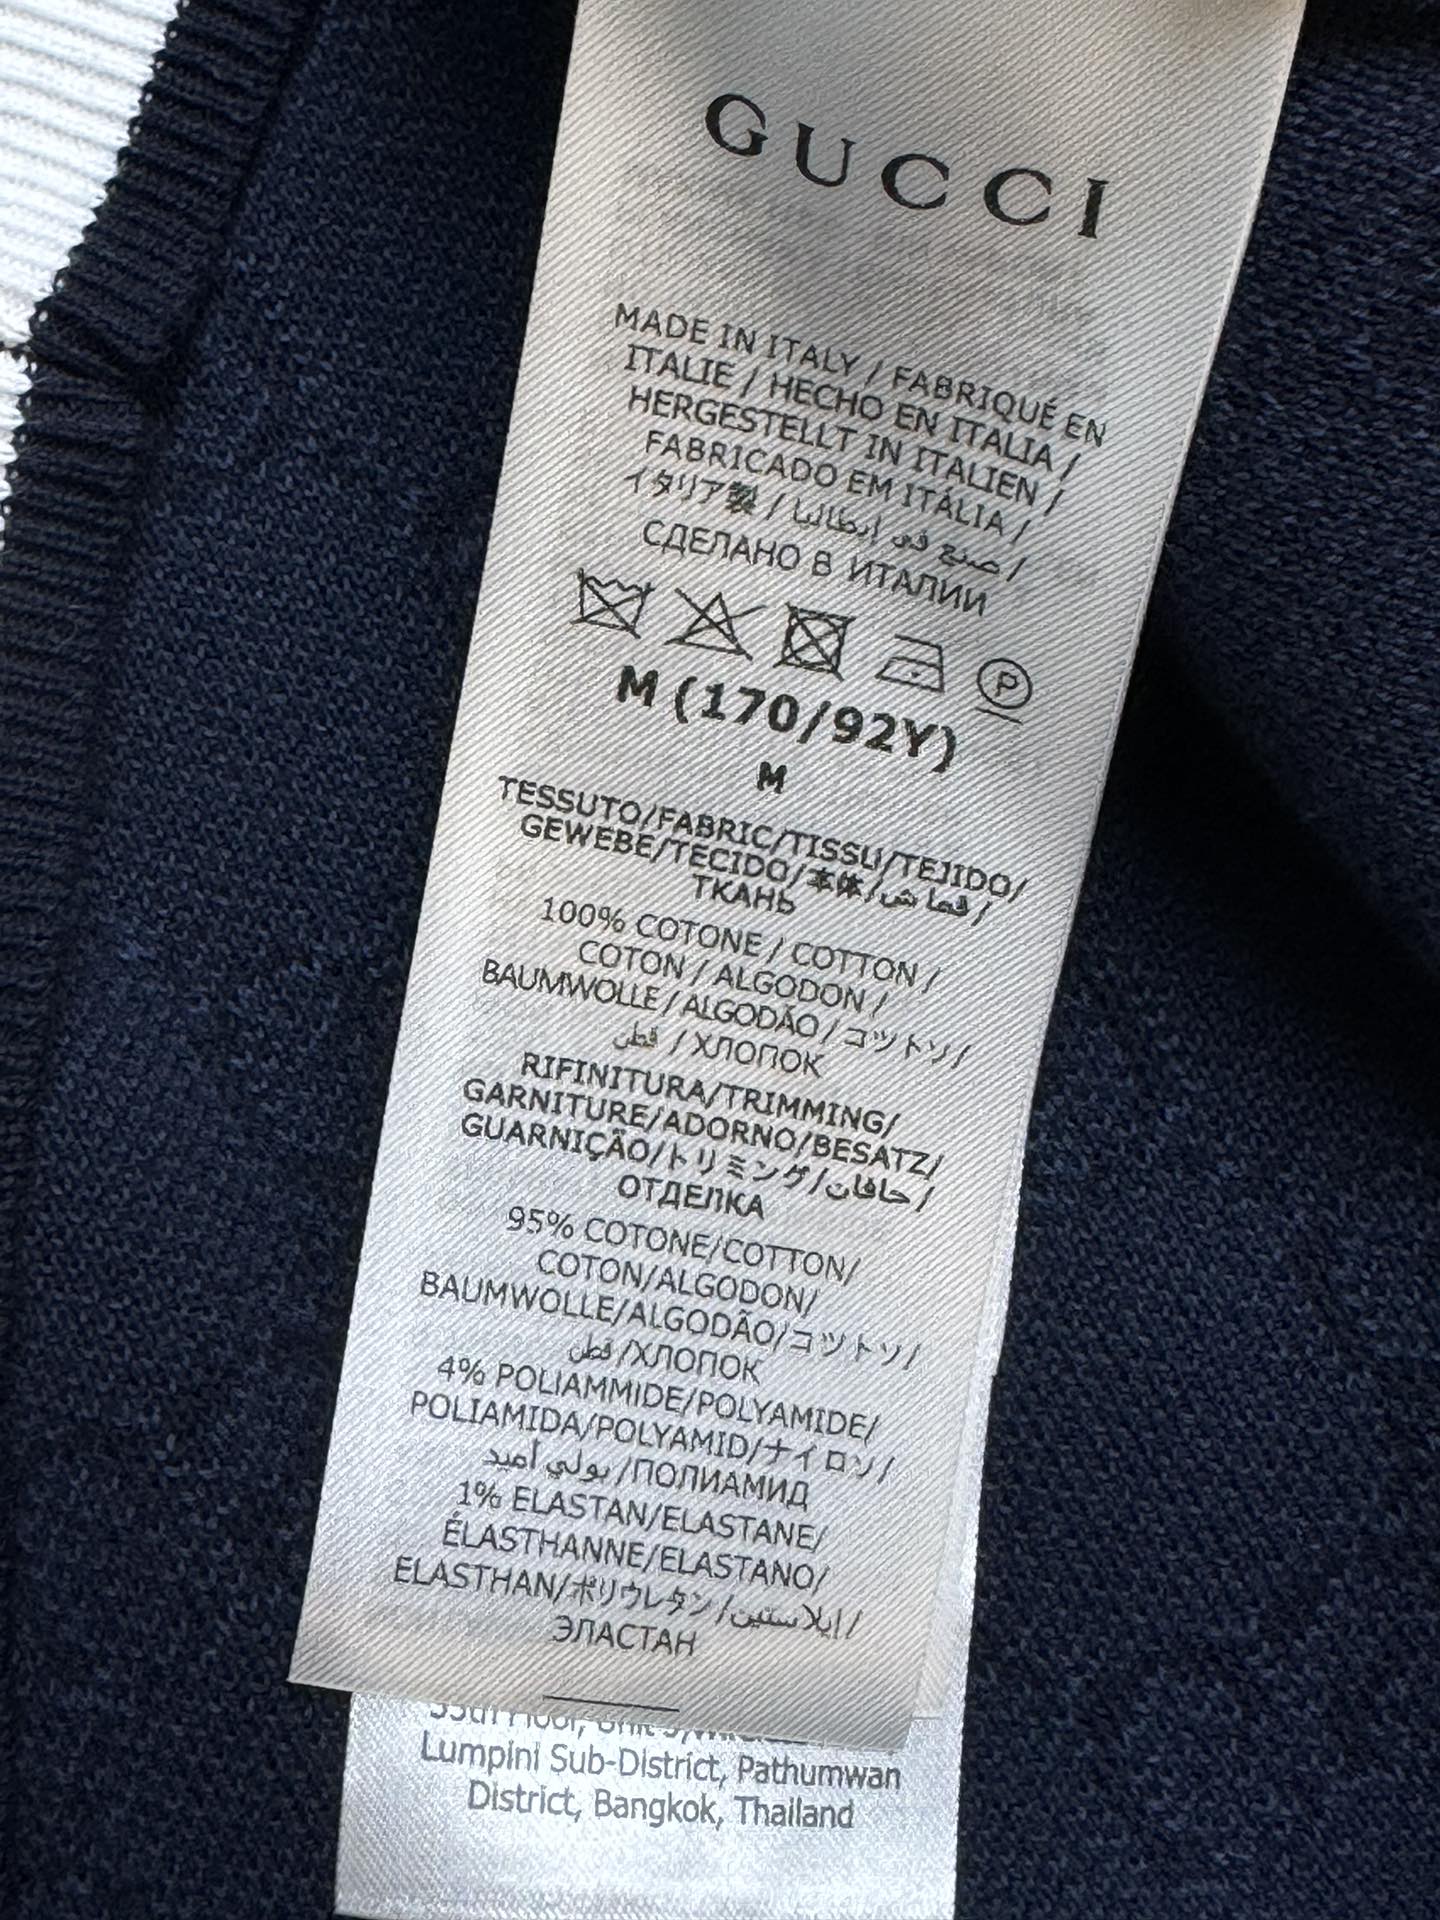 GUCCI
MADE IN ITALY / FABRIQUÉ EN
ITALIE / HECHO EN ITALIA /
HERGESTELLT IN ITALIEN /
FABRICADO EM ITÁLIA /
イタリア製 / صنع في إيطاليا /
СДЕЛАНО В ИТАЛИИ
P
M (170/92Y)
M
TESSUTO/FABRIC/TISSU/TEJIDO/
GEWEBE/TECIDO/本体/قماش/
ТКАНЬ
100% COTONE / COTTON /
COTON / ALGODON /
BAUMWOLLE / ALGODÃO / コットソ /
قطن / ХЛОПОК
RIFINITURA/TRIMMING/
GARNITURE/ADORNO/BESATZ/
GUARNIÇÃO/トリミング/حافات/
ОТДЕЛКА
95% COTONE/COTTON/
COTON/ALGODON/
BAUMWOLLE/ALGODÃO/コットソ/
قطن/ХЛОПОК
4% POLIAMMIDE/POLYAMIDE/
POLIAMIDA/POLYAMID/ナイロン/
بولي أميد/ПОЛИАМИД
1% ELASTAN/ELASTANE/
ÉLASTHANNE/ELASTANO/
ELASTHAN/ポリウレタン/إيلاستين/
ЭЛАСТАН
Lumpini Sub-District, Pathumwan
District, Bangkok, Thailand